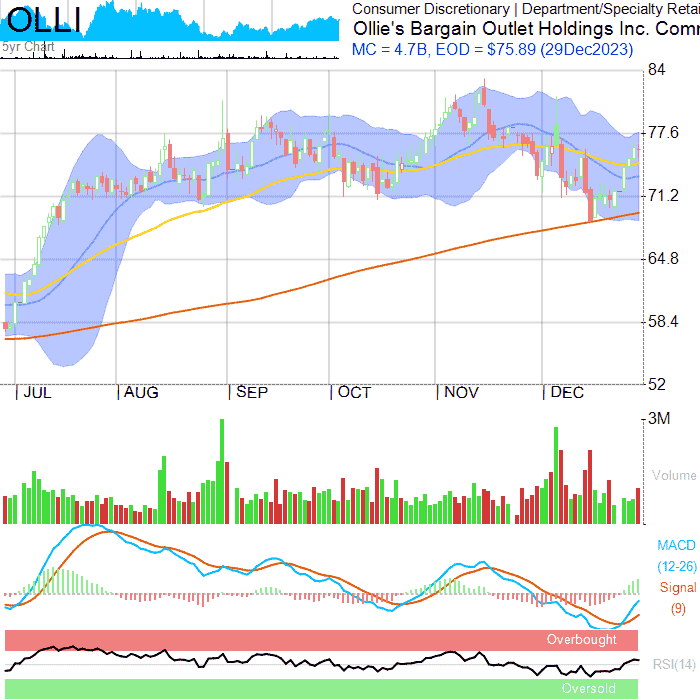 OLLI
5yr Chart
Consumer Discretionary | Department/Specialty Retai
Ollie's Bargain Outlet Holdings Inc. Comm
MC = 4.7B, EOD = $75.89 (29Dec2023)
84
77.6
71.2
64.8
58.4
52
| JUL | AUG | SEP | OCT | NOV | DEC
3M
Volume
MACD
(12-26)
Signal
(9)
Overbought
RSI(14)
Oversold